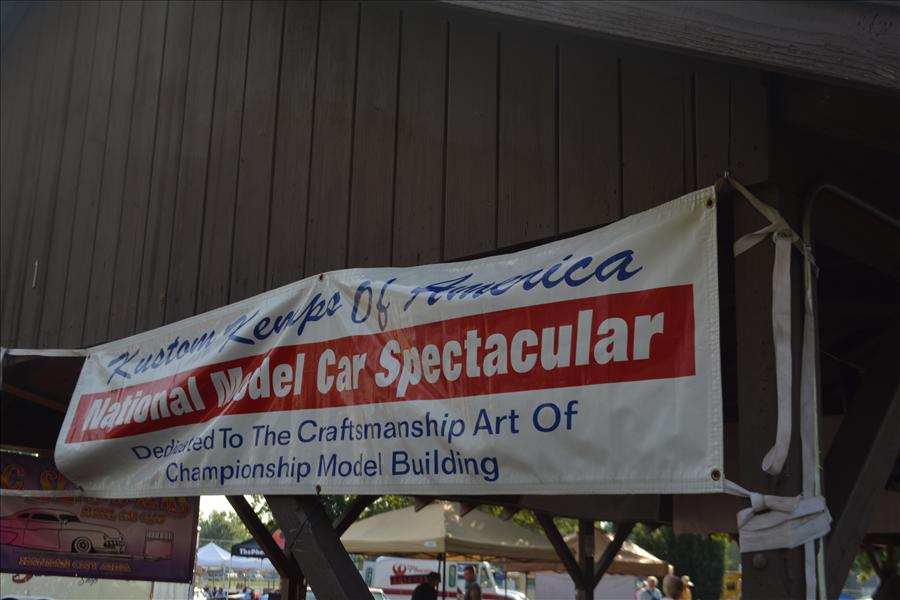 Kustom Kemps Of America
National Model Car Spectacular
Dedicated To The Craftsmanship Art Of
Championship Model Building